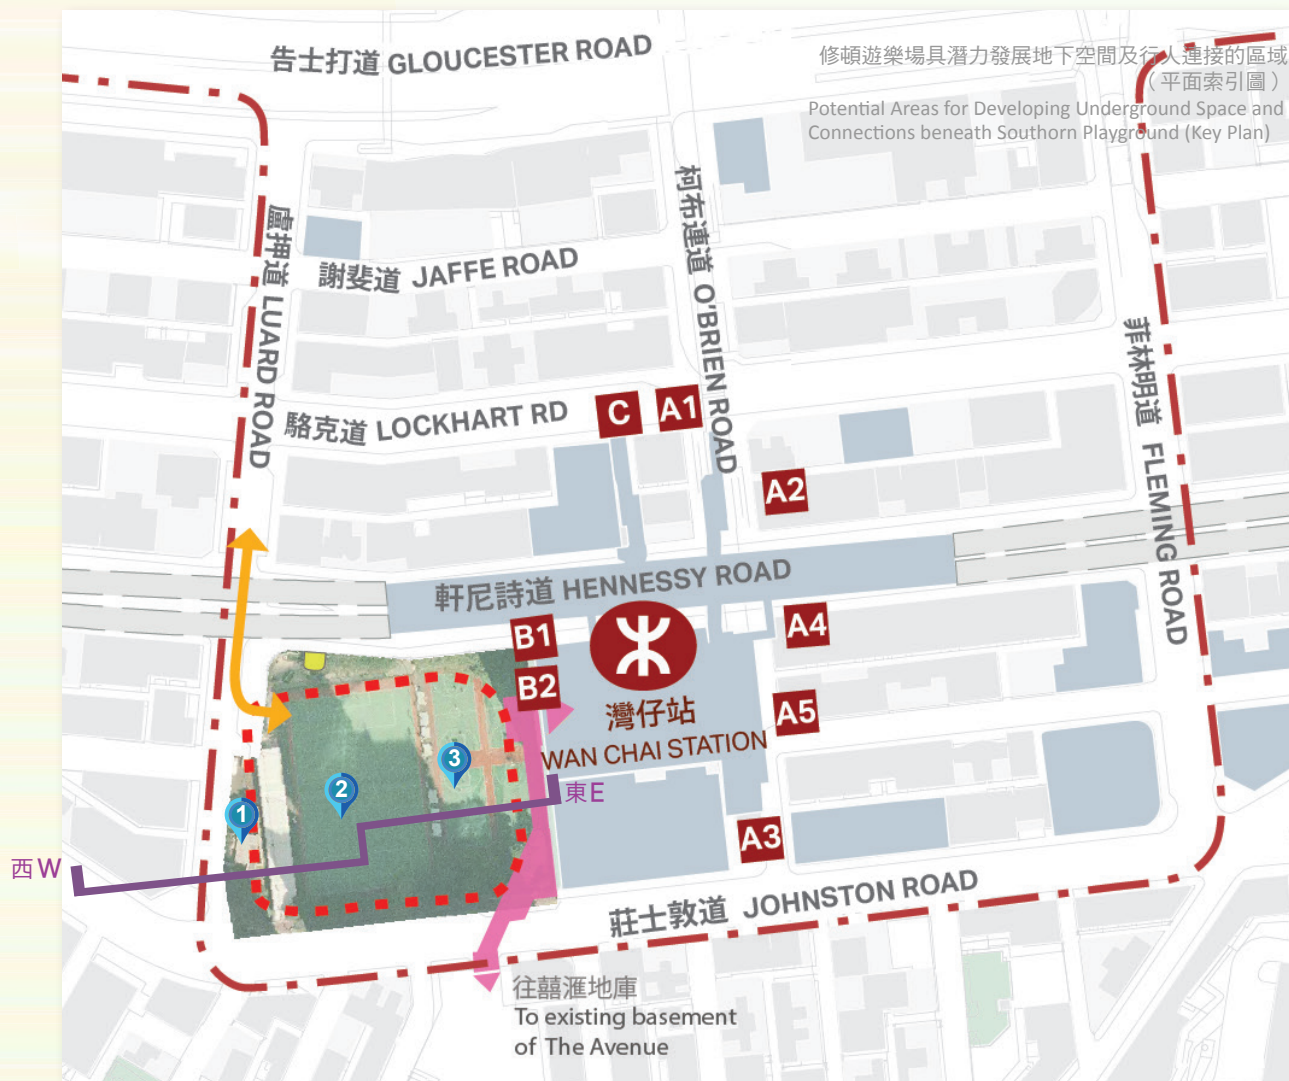 告士打道 GLOUCESTER ROAD
修頓遊樂場具潛力發展地下空間及行人連接的區域
（平面索引圖）
Potential Areas for Developing Underground Space and
Connections beneath Southorn Playground (Key Plan)
柯布連道 O'BRIEN ROAD
盧押道 LUARD ROAD
謝斐道 JAFFE ROAD
菲林明道 FLEMING ROAD
駱克道 LOCKHART RD
C
A1
A2
軒尼詩道 HENNESSY ROAD
B1
A4
B2
灣仔站
WAN CHAI STATION
A5
3
2
1
東E
A3
西W
莊士敦道 JOHNSTON ROAD
往囍滙地庫
To existing basement
of The Avenue